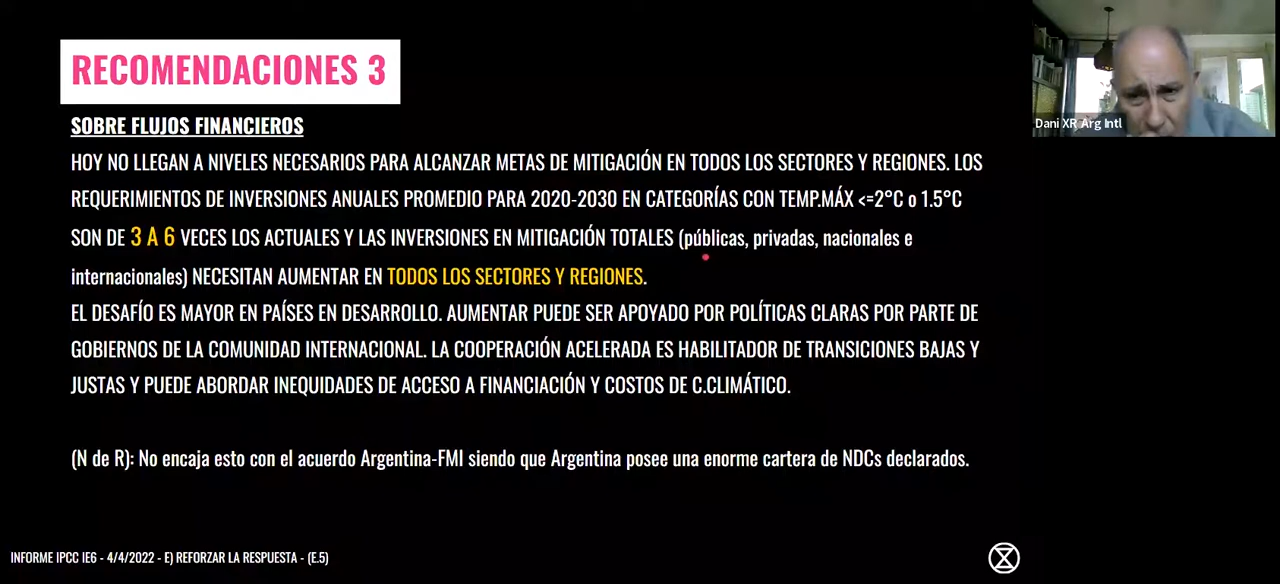 RECOMENDACIONES 3
Dani XR Arg Intl
SOBRE FLUJOS FINANCIEROS
HOY NO LLEGAN A NIVELES NECESARIOS PARA ALCANZAR METAS DE MITIGACIÓN EN TODOS LOS SECTORES Y REGIONES. LOS
REQUERIMIENTOS DE INVERSIONES ANUALES PROMEDIO PARA 2020-2030 EN CATEGORÍAS CON TEMP.MÁX <=2°C o 1.5°C
SON DE 3 A 6 VECES LOS ACTUALES Y LAS INVERSIONES EN MITIGACIÓN TOTALES (públicas, privadas, nacionales e
internacionales) NECESITAN AUMENTAR EN TODOS LOS SECTORES Y REGIONES.
EL DESAFÍO ES MAYOR EN PAÍSES EN DESARROLLO. AUMENTAR PUEDE SER APOYADO POR POLÍTICAS CLARAS POR PARTE DE
GOBIERNOS DE LA COMUNIDAD INTERNACIONAL. LA COOPERACIÓN ACELERADA ES HABILITADOR DE TRANSICIONES BAJAS Y
JUSTAS Y PUEDE ABORDAR INEQUIDADES DE ACCESO A FINANCIACIÓN Y COSTOS DE C.CLIMÁTICO.
(N de R): No encaja esto con el acuerdo Argentina-FMI siendo que Argentina posee una enorme cartera de NDCs declarados.
INFORME IPCC IE6 - 4/4/2022 - E) REFORZAR LA RESPUESTA - (E.5)